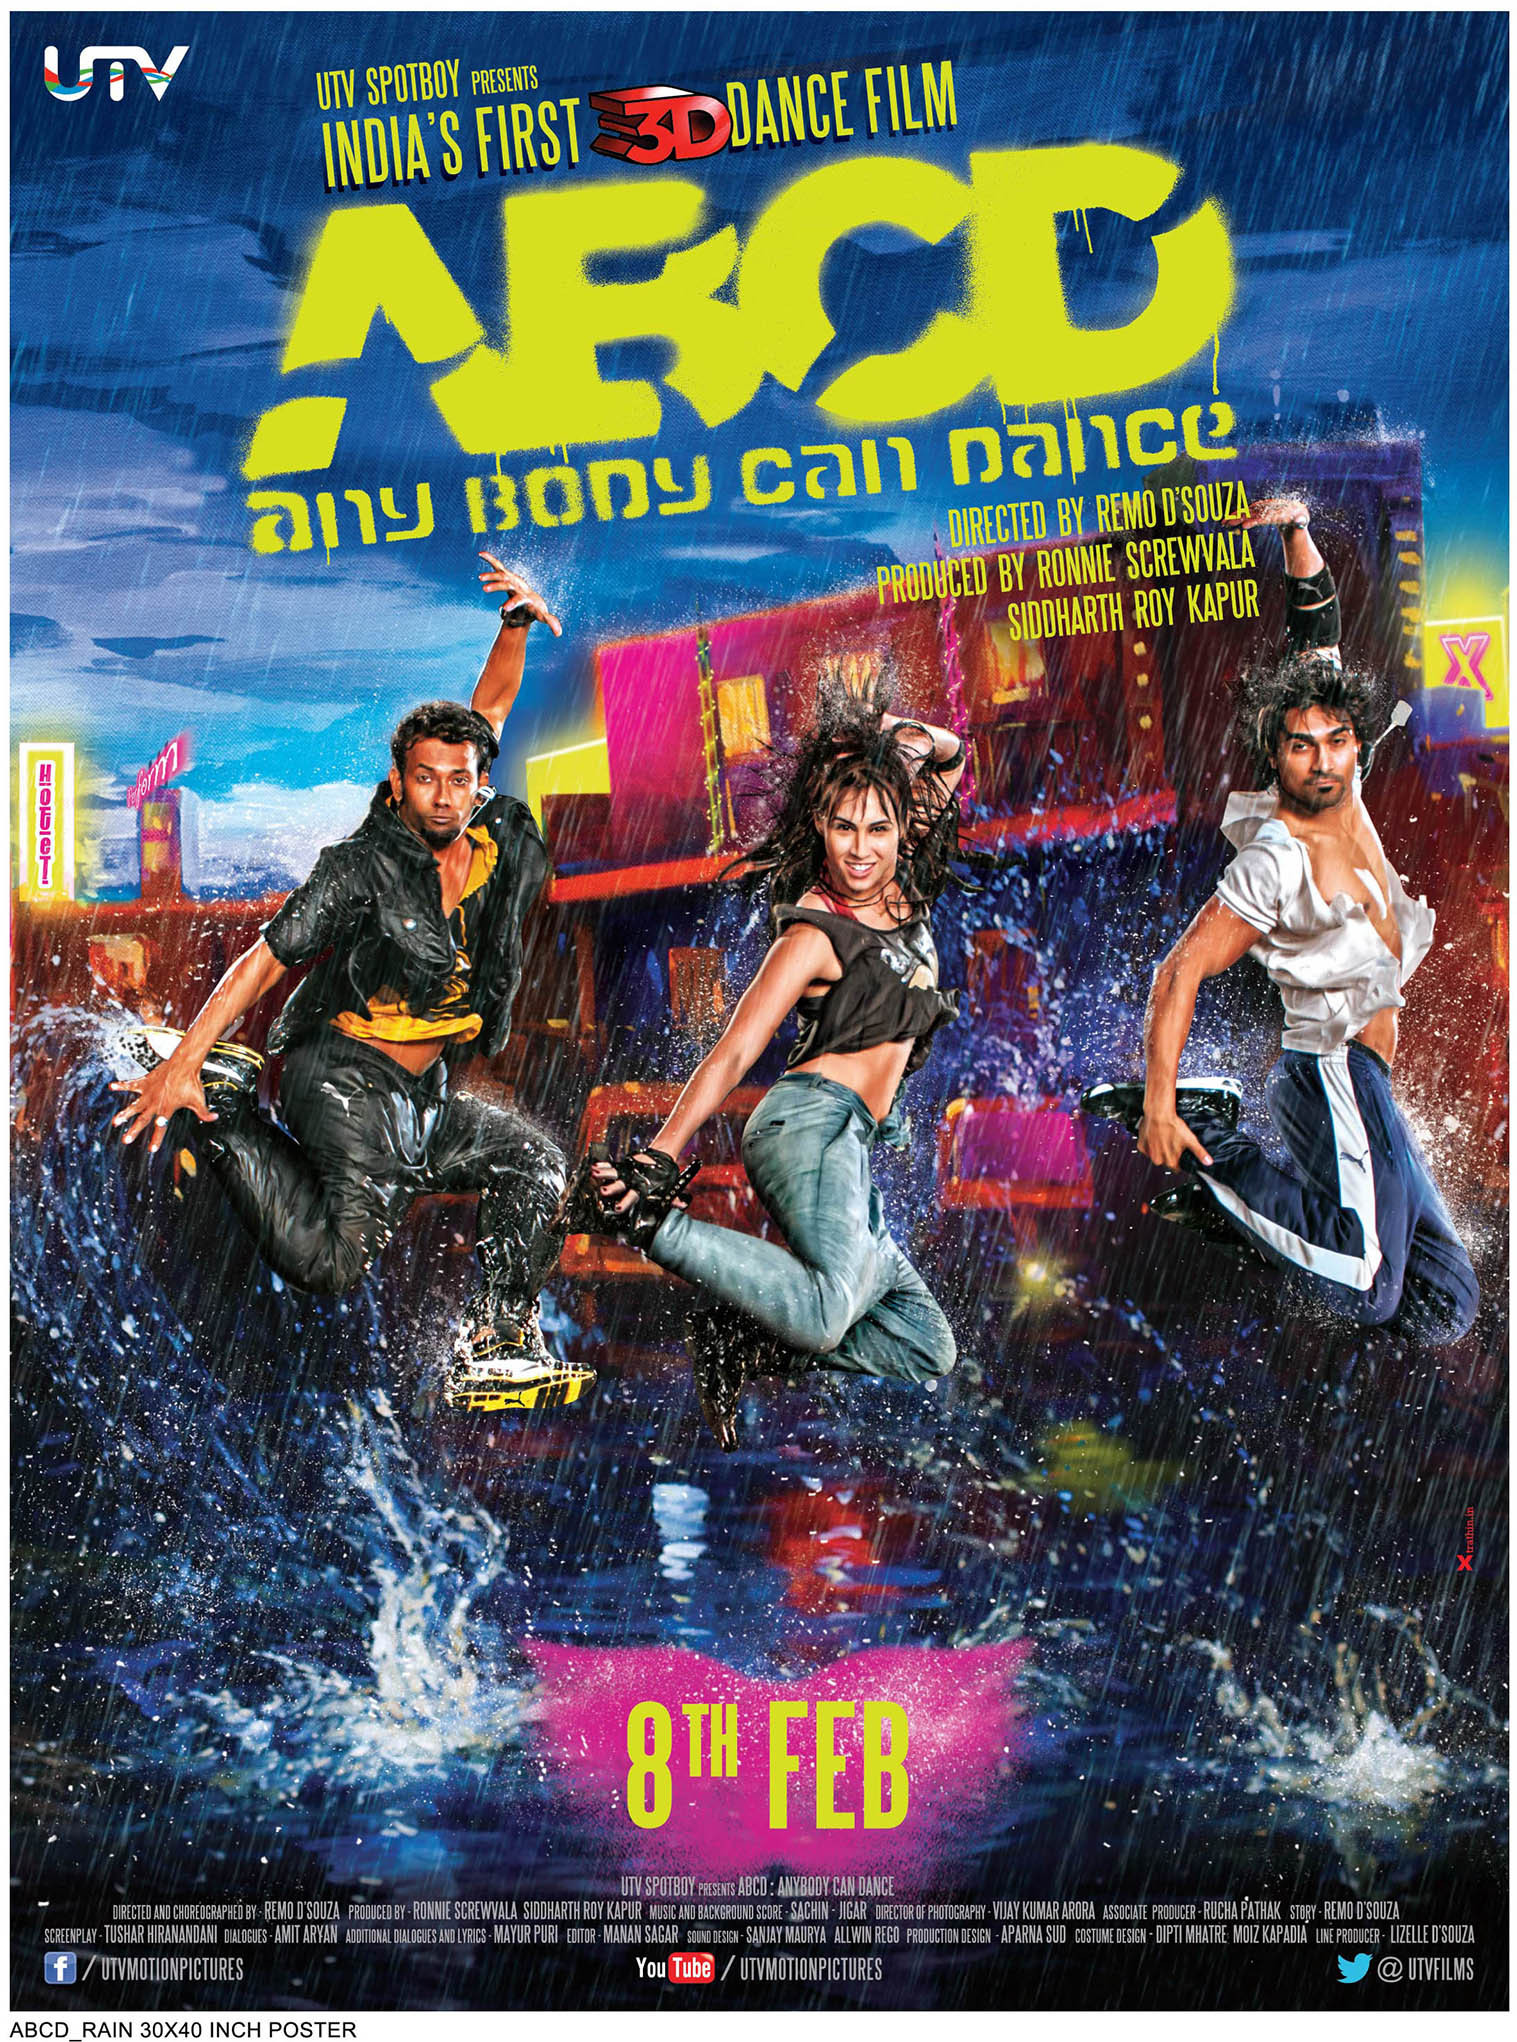 UTV
UTV SPOTBOY PRESENTS
INDIA'S FIRST 3D DANCE FILM
ABCD
ANY BODY CAN DANCE
DIRECTED BY REMO D'SOUZA
PRODUCED BY RONNIE SCREWVALA
SIDDHARTH ROY KAPUR
X
8TH FEB
Xtrathin.in
UTV SPOTBOY PRESENTS ABCD : ANYBODY CAN DANCE
DIRECTED AND CHOREOGRAPHED BY - REMO D'SOUZA PRODUCED BY - RONNIE SCREWVALA SIDDHARTH ROY KAPUR MUSIC AND BACKGROUND SCORE - SACHIN - JIGAR DIRECTOR OF PHOTOGRAPHY - VIJAY KUMAR ARORA ASSOCIATE PRODUCER - RUCHA PATHAK STORY - REMO D'SOUZA
SCREENPLAY - TUSHAR HIRANANDANI DIALOGUES - AMIT ARYAN ADDITIONAL DIALOGUES AND LYRICS - MAYUR PURI EDITOR - MANAN SAGAR SOUND DESIGN - SANJAY MAURYA ALLWIN REGO PRODUCTION DESIGN - APARNA SUD COSTUME DESIGN - DIPTI MHATRE MOIZ KAPADIA LINE PRODUCER - LIZELLE D'SOUZA
f / UTVMOTIONPICTURES YouTube / UTVMOTIONPICTURES @ UTVFILMS
ABCD_RAIN 30X40 INCH POSTER